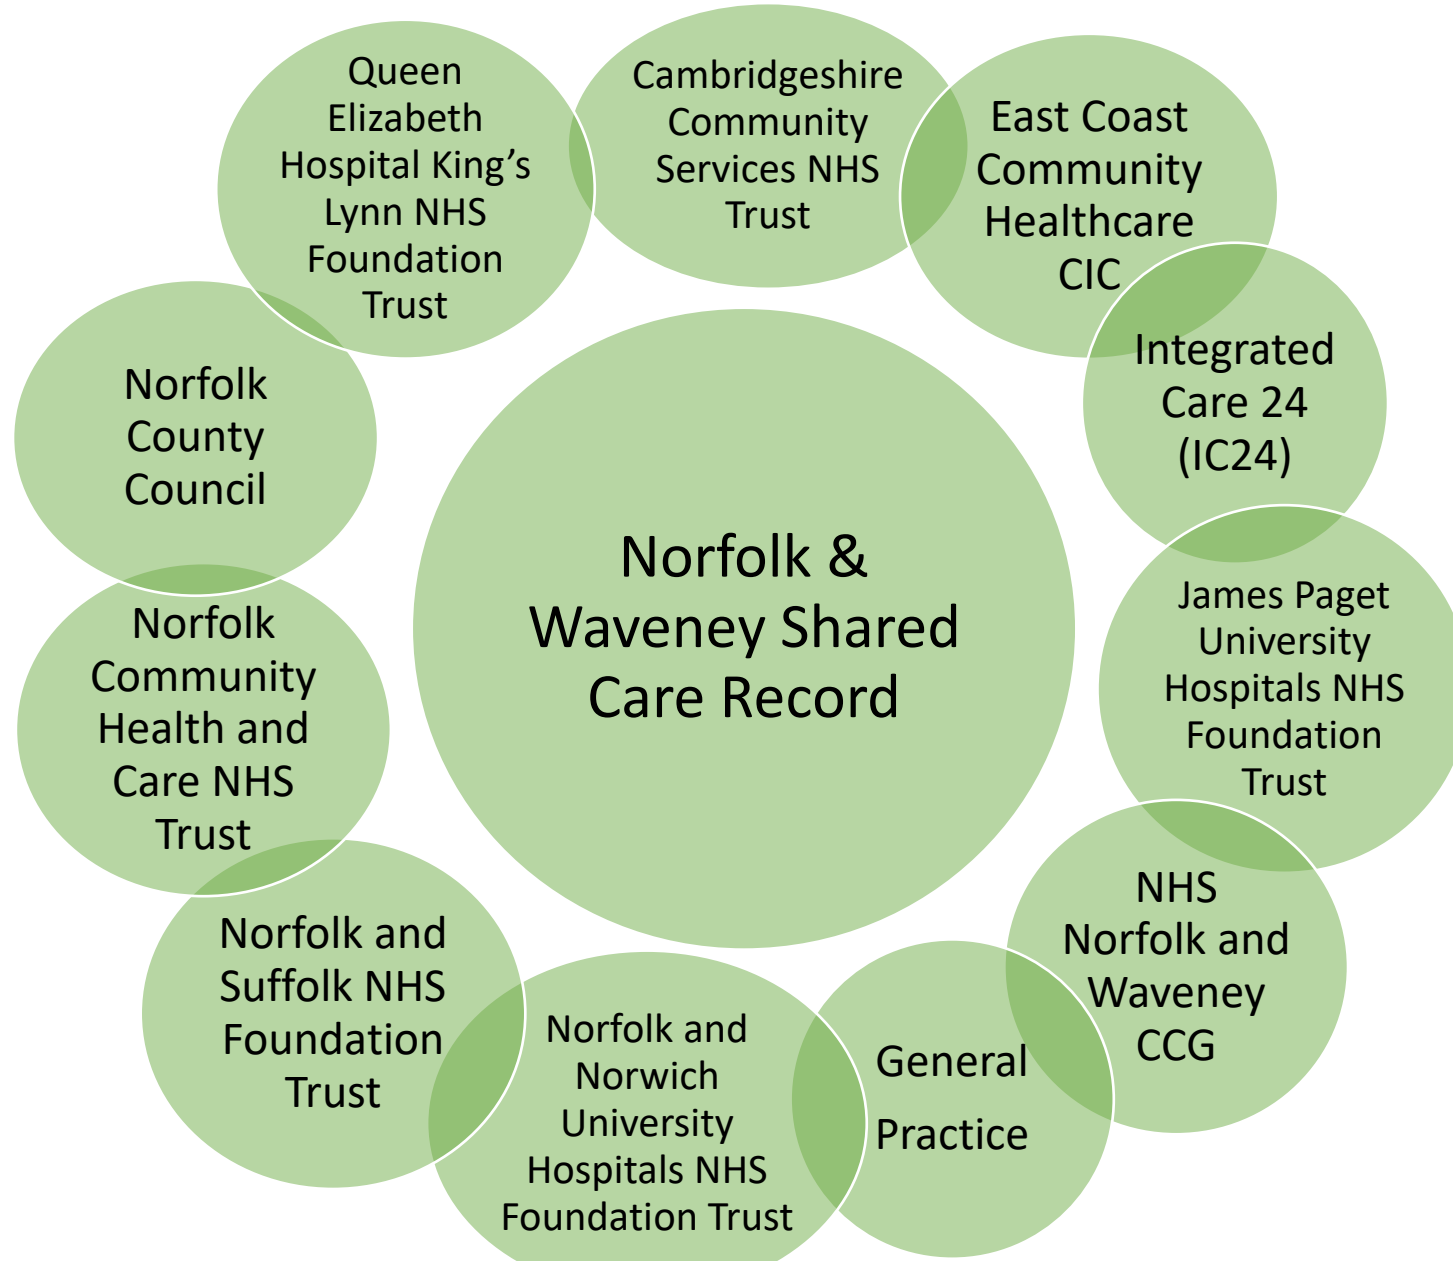 Queen
Elizabeth
Hospital King’s
Lynn NHS
Foundation
Trust
Cambridgeshire
Community
Services NHS
Trust
East Coast
Community
Healthcare
CIC
Integrated
Care 24
(IC24)
James Paget
University
Hospitals NHS
Foundation
Trust
NHS
Norfolk and
Waveney
CCG
General
Practice
Norfolk and
Norwich
University
Hospitals NHS
Foundation Trust
Norfolk and
Suffolk NHS
Foundation
Trust
Norfolk
Community
Health and
Care NHS
Trust
Norfolk
County
Council
Norfolk &
Waveney Shared
Care Record